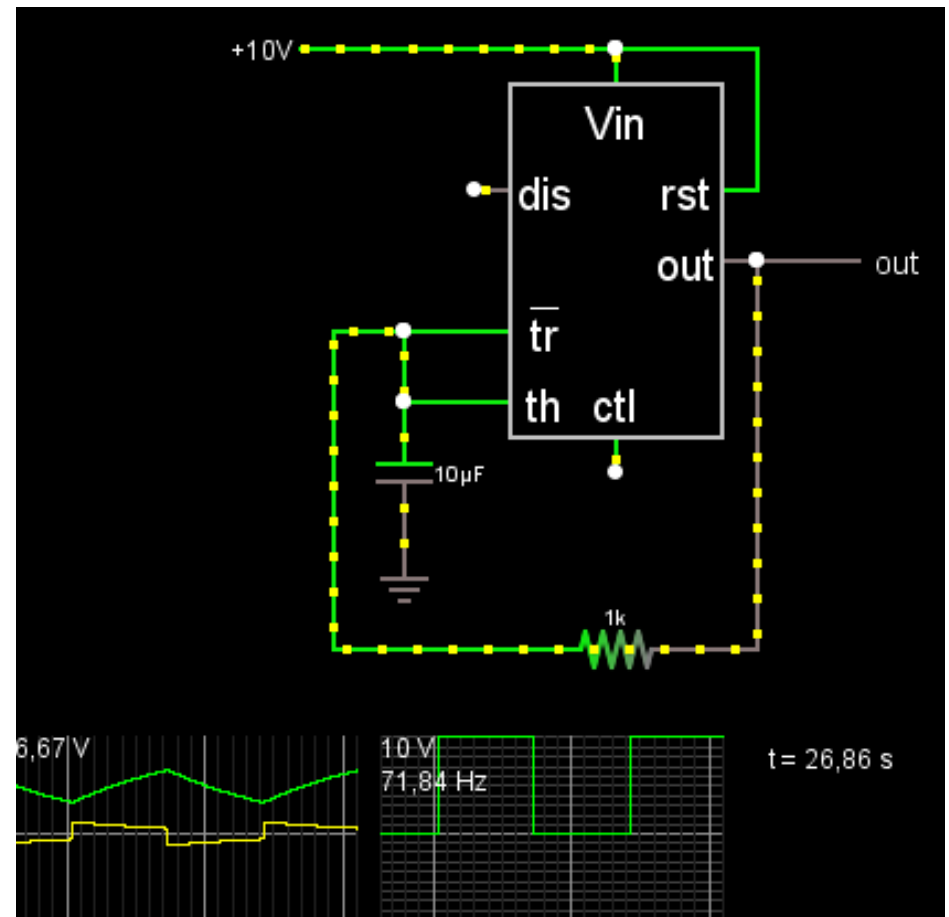 +10V
Vin
dis
rst
out
out
tr
th
ctl
10µF
1k
6,67 V
10 V
71,84 Hz
t = 26,86 s